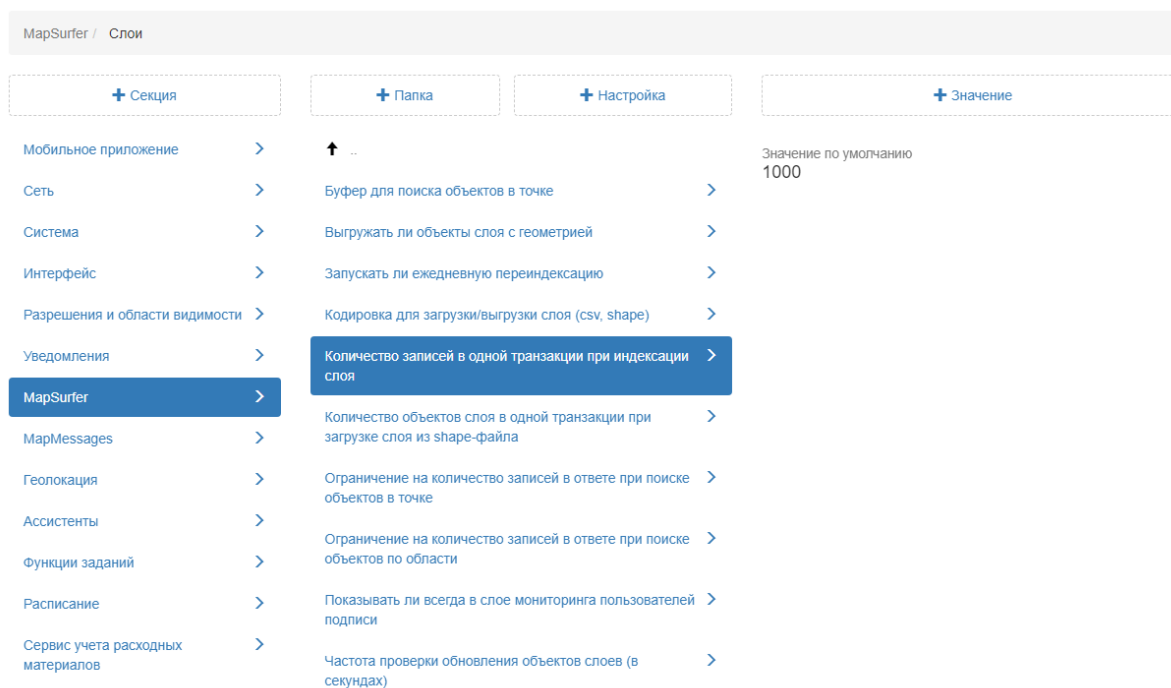 MapSurfer / Слои
+ Секция
+ Папка
+ Настройка
+ Значение
Мобильное приложение
Сеть
Система
Интерфейс
Разрешения и области видимости
Уведомления
MapSurfer
MapMessages
Геолокация
Ассистенты
Функции заданий
Расписание
Сервис учета расходных
материалов
..
Буфер для поиска объектов в точке
Выгружать ли объекты слоя с геометрией
Запускать ли ежедневную переиндексацию
Кодировка для загрузки/выгрузки слоя (csv, shape)
Количество записей в одной транзакции при индексации
слоя
Количество объектов слоя в одной транзакции при
загрузке слоя из shape-файла
Ограничение на количество записей в ответе при поиске
объектов в точке
Ограничение на количество записей в ответе при поиске
объектов по области
Показывать ли всегда в слое мониторинга пользователей
подписи
Частота проверки обновления объектов слоев (в
секундах)
Значение по умолчанию
1000